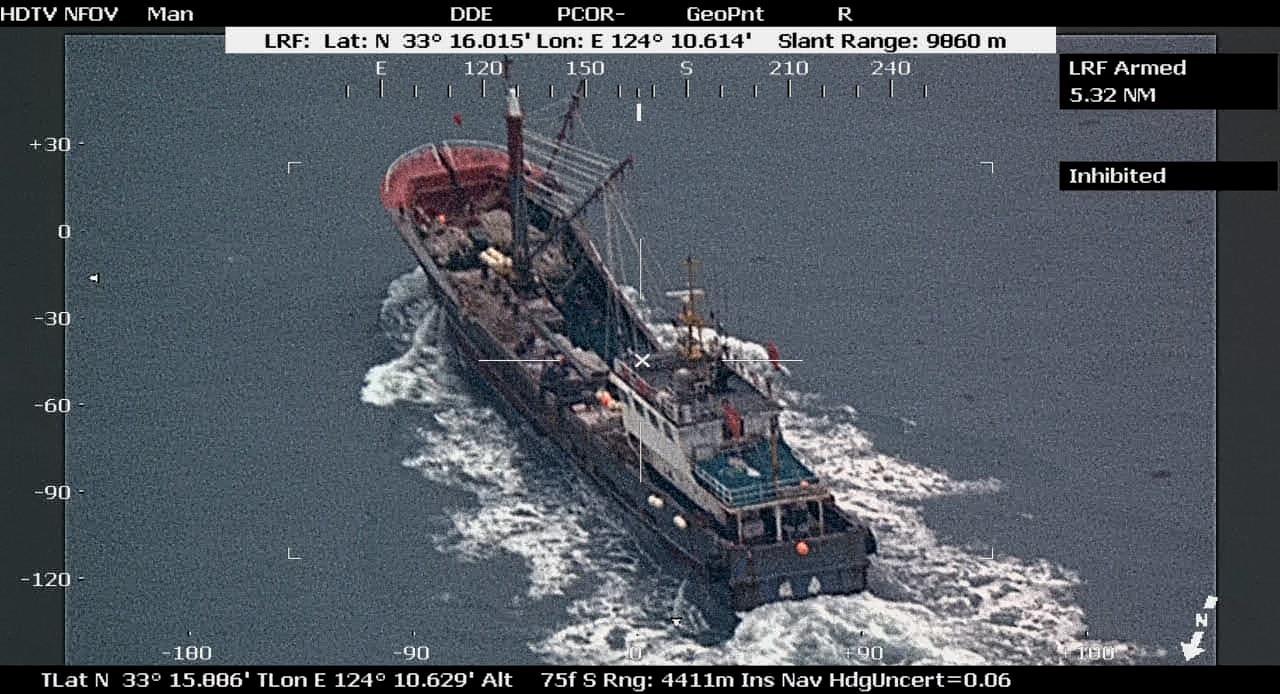 HDTV NFOV Man DDE PCOR- GeoPnt R
LRF: Lat: N 33° 16.015' Lon: E 124° 10.614' Slant Range: 9860 m
E 120 150 S 210 240
LRF Armed
5.32 NM
+30
Inhibited
0
-30
-60
-90
-120
N
-180 -90 0 +90 +180
TLat N 33° 15.886' TLon E 124° 10.629' Alt 75f S Rng: 4411m Ins Nav HdgUncert=0.06